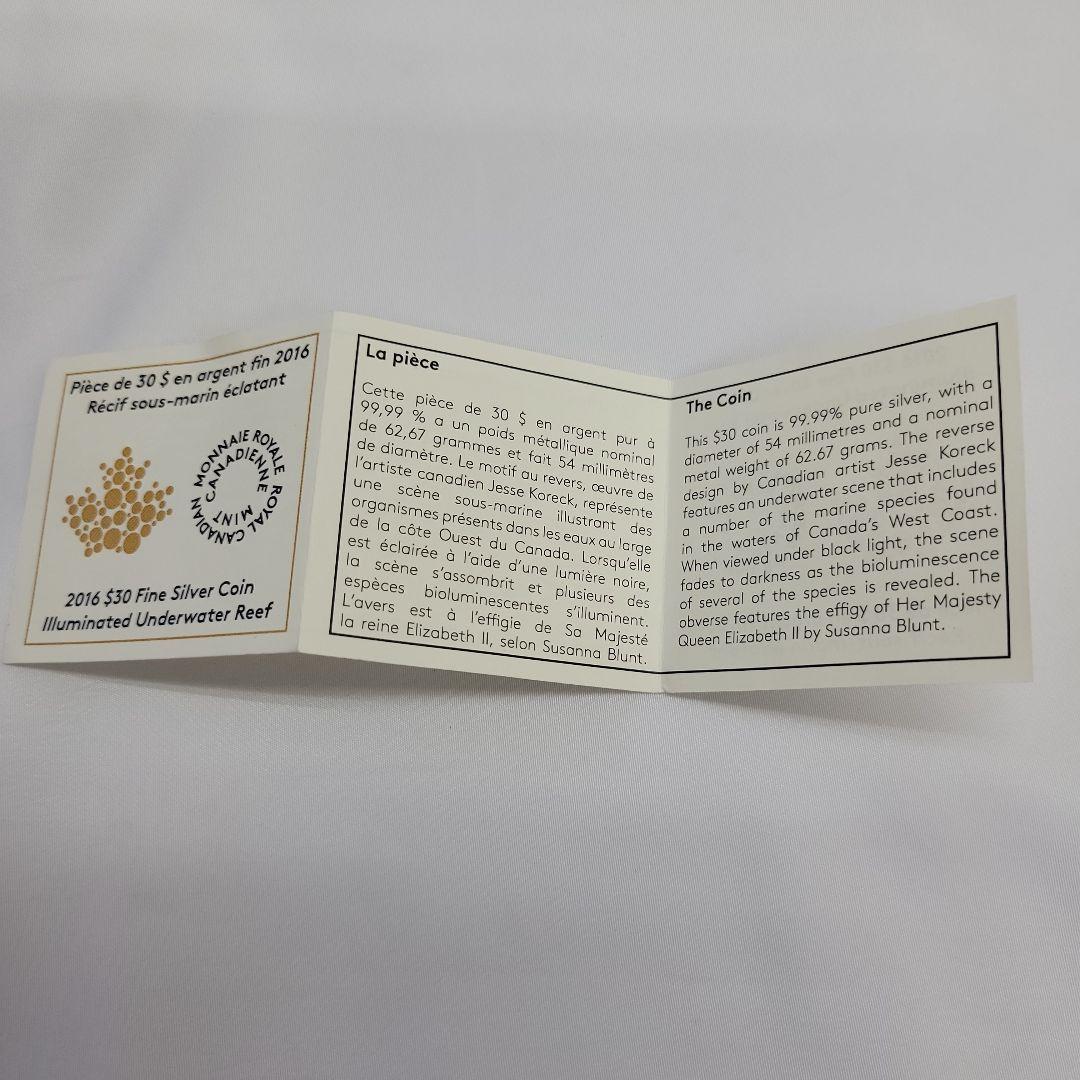 Pièce de 30 $ en argent fin 2016
Récif sous-marin éclatant
MONNAIE ROYALE CANADIENNE
ROYAL CANADIAN MINT
2016 $30 Fine Silver Coin
Illuminated Underwater Reef
La pièce
Cette pièce de 30 $ en argent pur à
99,99 % a un poids métallique nominal
de 62,67 grammes et fait 54 millimètres
de diamètre. Le motif au revers, œuvre de
l'artiste canadien Jesse Koreck, représente
une scène sous-marine illustrant des
organismes présents dans les eaux au large
de la côte Ouest du Canada. Lorsqu'elle
est éclairée à l'aide d'une lumière noire,
la scène s'assombrit et plusieurs des
espèces bioluminescentes s'illuminent.
L'avers est à l'effigie de Sa Majesté
la reine Elizabeth II, selon Susanna Blunt.
The Coin
This $30 coin is 99.99% pure silver, with a
diameter of 54 millimetres and a nominal
metal weight of 62.67 grams. The reverse
design by Canadian artist Jesse Koreck
features an underwater scene that includes
a number of the marine species found
in the waters of Canada's West Coast.
When viewed under black light, the scene
fades to darkness as the bioluminescence
of several of the species is revealed. The
obverse features the effigy of Her Majesty
Queen Elizabeth II by Susanna Blunt.